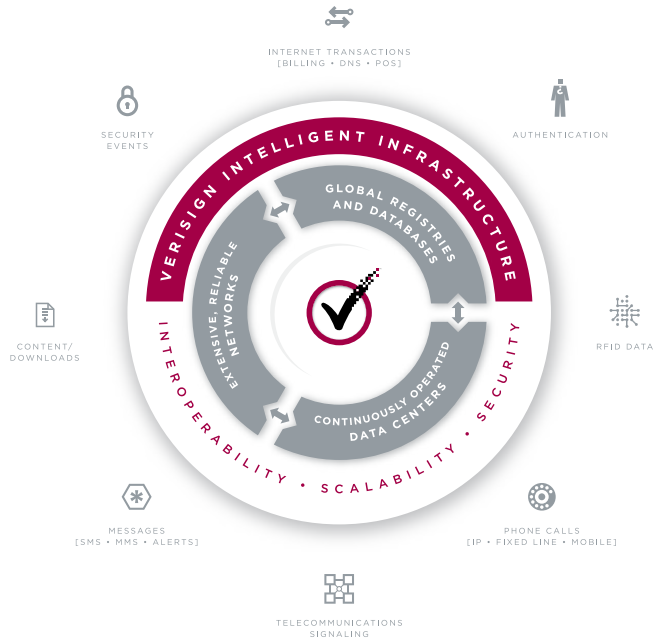 INTERNET TRANSACTIONS
[BILLING • DNS • POS]
SECURITY
EVENTS
AUTHENTICATION
VERISIGN INTELLIGENT INFRASTRUCTURE
GLOBAL REGISTRIES
AND DATABASES
EXTENSIVE, RELIABLE
NETWORKS
CONTINUOUSLY OPERATED
DATA CENTERS
INTEROPERABILITY • SCALABILITY • SECURITY
CONTENT/
DOWNLOADS
RFID DATA
MESSAGES
[SMS • MMS • ALERTS]
PHONE CALLS
[IP • FIXED LINE • MOBILE]
TELECOMMUNICATIONS
SIGNALING